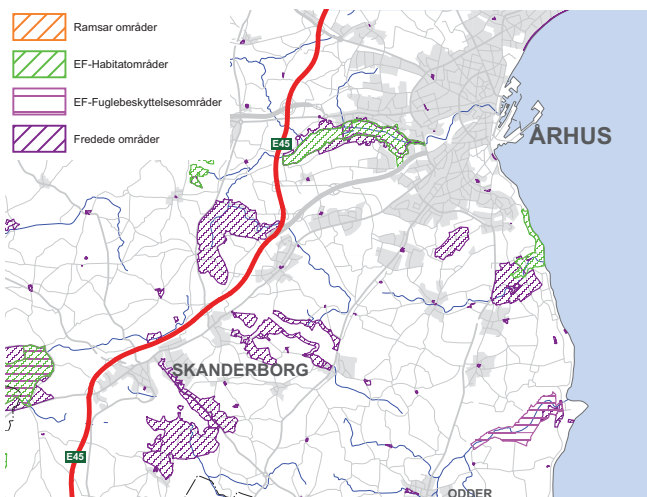 Ramsar områder
EF-Habitatområder
EF-Fuglebeskyttelsesområder
Fredede områder
E45
ÅRHUS
SKANDERBORG
E45
ODDER